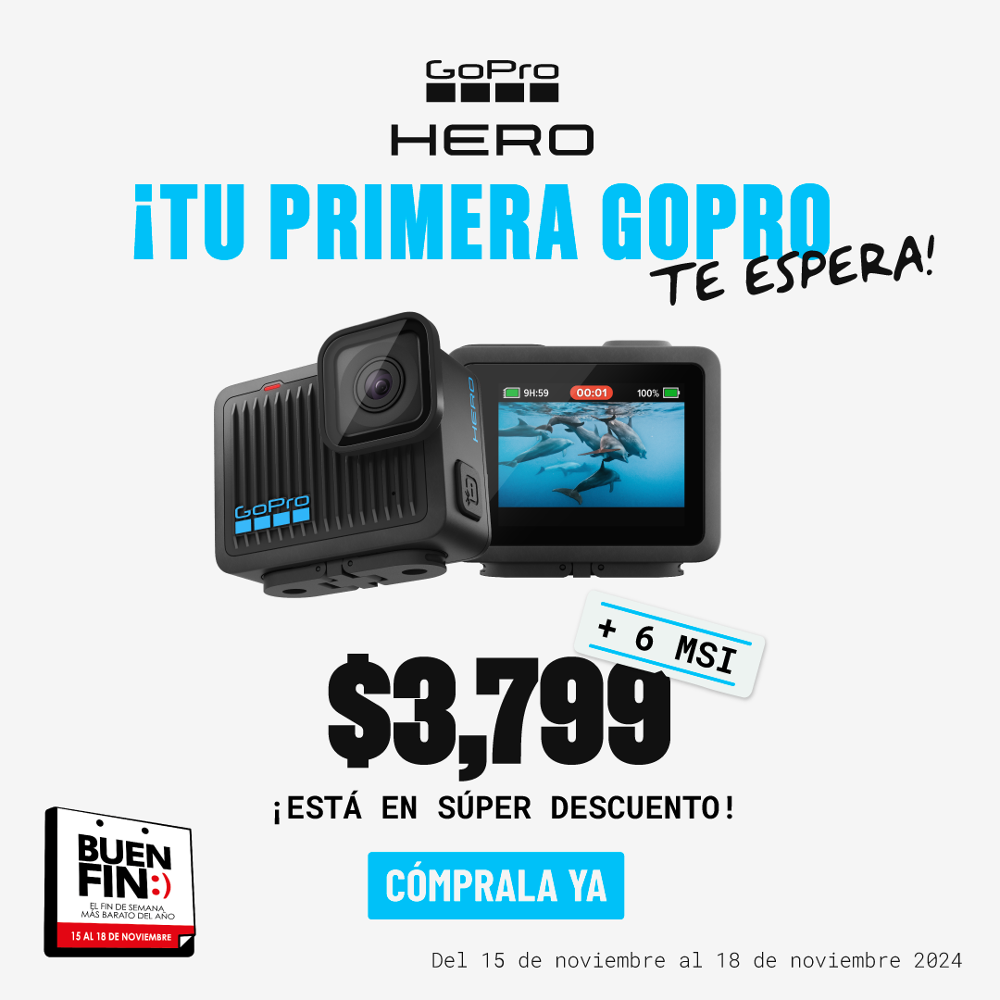 GoPro
HERO
¡TU PRIMERA GOPRO
TE ESPERA!
HERO
9H:59 00:01 100%
GoPro
+ 6 MSI
$3,799
¡ESTÁ EN SÚPER DESCUENTO!
CÓMPRALA YA
BUEN
FIN:)
EL FIN DE SEMANA
MÁS BARATO DEL AÑO
15 AL 18 DE NOVIEMBRE
Del 15 de noviembre al 18 de noviembre 2024